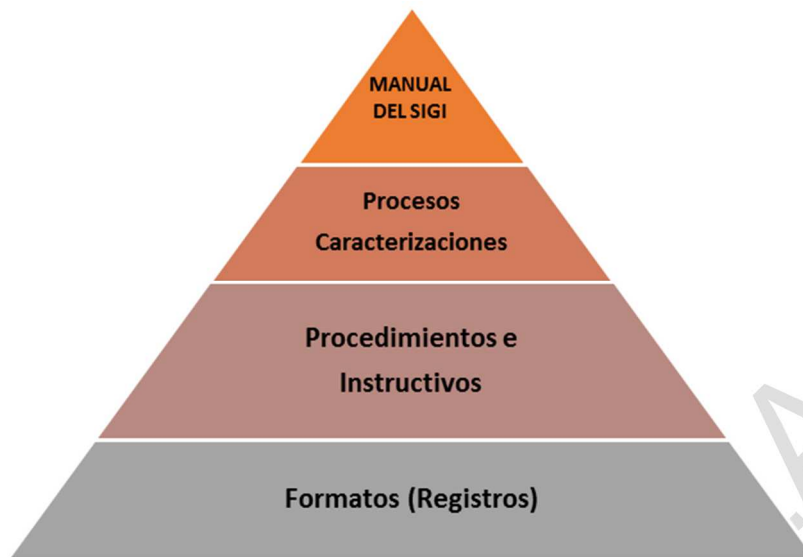 MANUAL
DEL SIGI
Procesos
Caracterizaciones
Procedimientos e
Instructivos
Formatos (Registros)